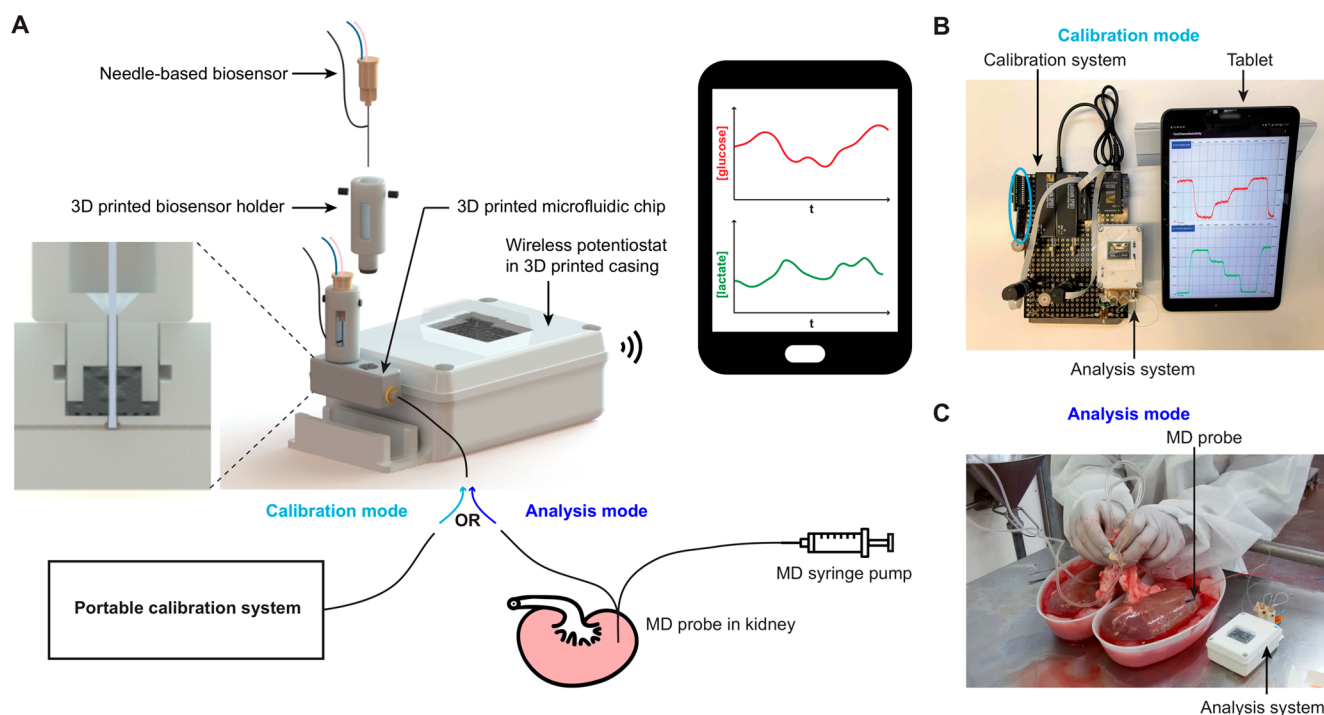 A
Needle-based biosensor
3D printed biosensor holder
3D printed microfluidic chip
Wireless potentiostat
in 3D printed casing
[glucose]
t
[lactate]
t
Calibration mode
OR
Analysis mode
Portable calibration system
MD syringe pump
MD probe in kidney
B
Calibration mode
Calibration system
Tablet
Analysis system
C
Analysis mode
MD probe
Analysis system